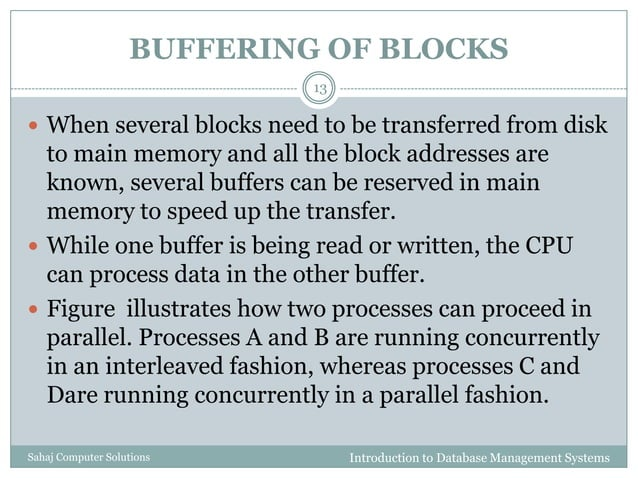 BUFFERING OF BLOCKS
13
• When several blocks need to be transferred from disk
to main memory and all the block addresses are
known, several buffers can be reserved in main
memory to speed up the transfer.
• While one buffer is being read or written, the CPU
can process data in the other buffer.
• Figure  illustrates how two processes can proceed in
parallel. Processes A and B are running concurrently
in an interleaved fashion, whereas processes C and
Dare running concurrently in a parallel fashion.
Sahaj Computer Solutions
Introduction to Database Management Systems